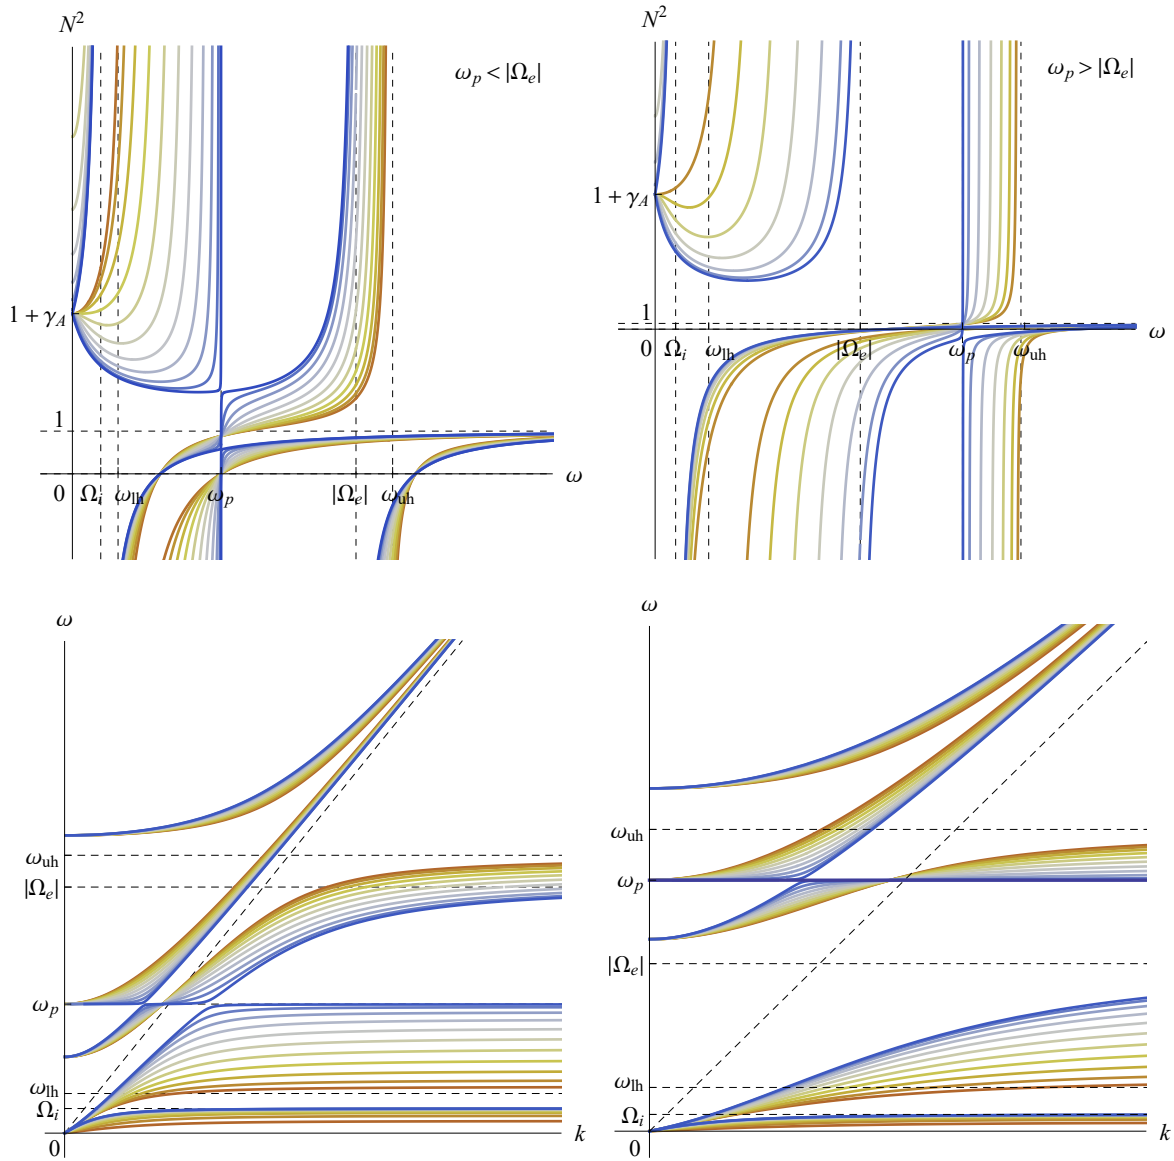 N²
ω_p < |Ω_e|
1 + γ_A
1
0 Ω_i ω_lh ω_p |Ω_e| ω_uh ω
N²
ω_p > |Ω_e|
1 + γ_A
1
0 Ω_i ω_lh |Ω_e| ω_p ω_uh ω
ω
ω_uh
|Ω_e|
ω_p
ω_lh
Ω_i
0 k
ω
ω_uh
ω_p
|Ω_e|
ω_lh
Ω_i
0 k